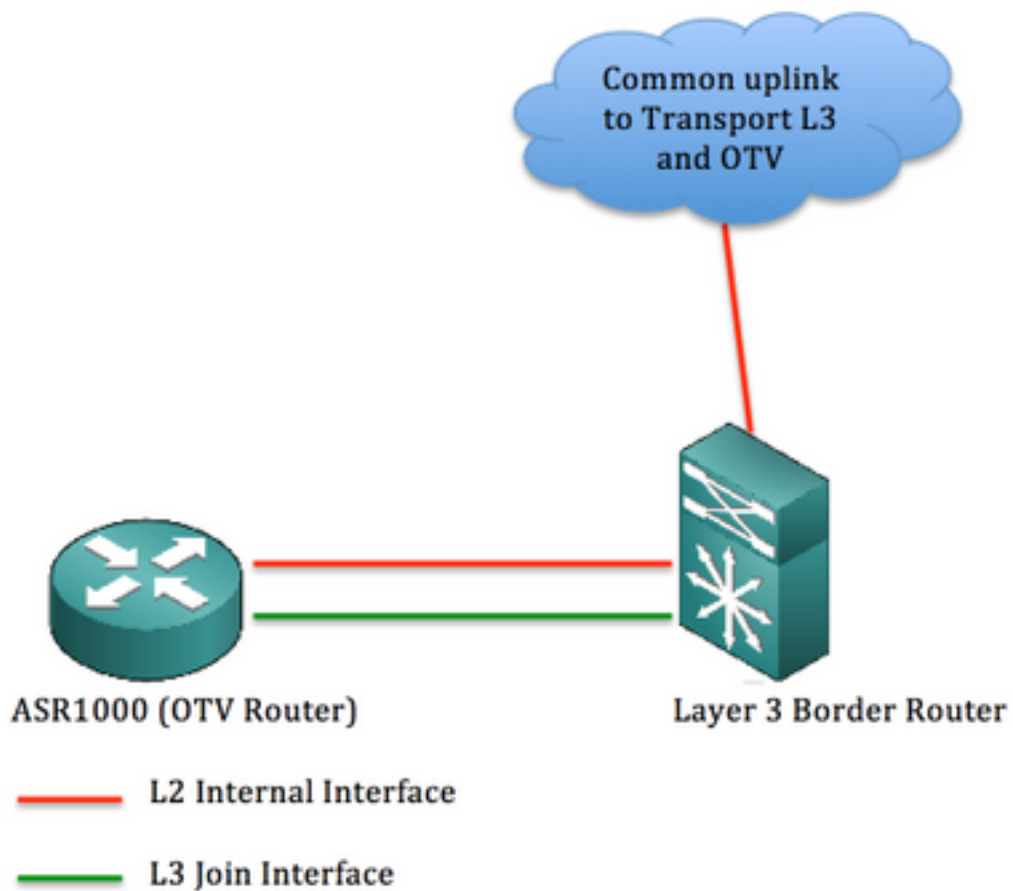 Common uplink
to Transport L3
and OTV
ASR1000 (OTV Router)
Layer 3 Border Router
L2 Internal Interface
L3 Join Interface